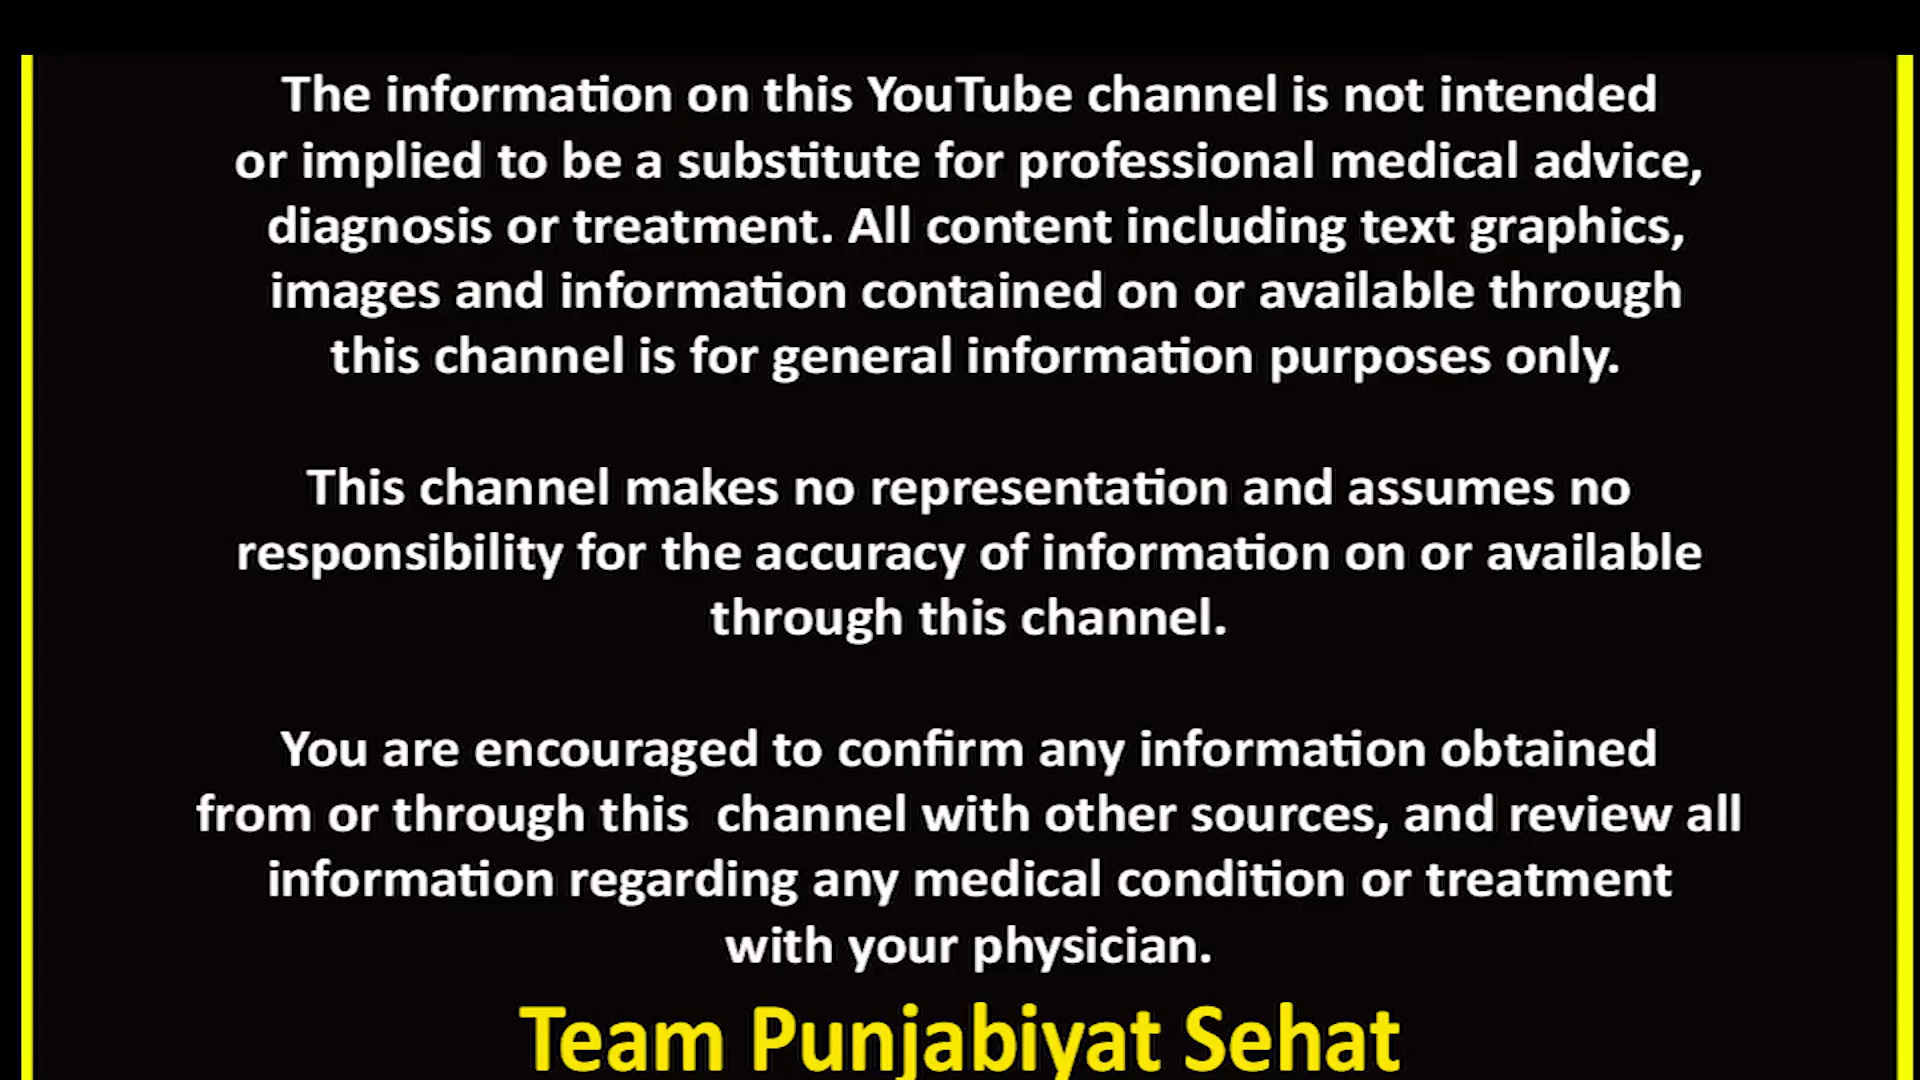 The information on this YouTube channel is not intended
or implied to be a substitute for professional medical advice,
diagnosis or treatment. All content including text graphics,
images and information contained on or available through
this channel is for general information purposes only.
This channel makes no representation and assumes no
responsibility for the accuracy of information on or available
through this channel.
You are encouraged to confirm any information obtained
from or through this channel with other sources, and review all
information regarding any medical condition or treatment
with your physician.
Team Punjabiyat Sehat